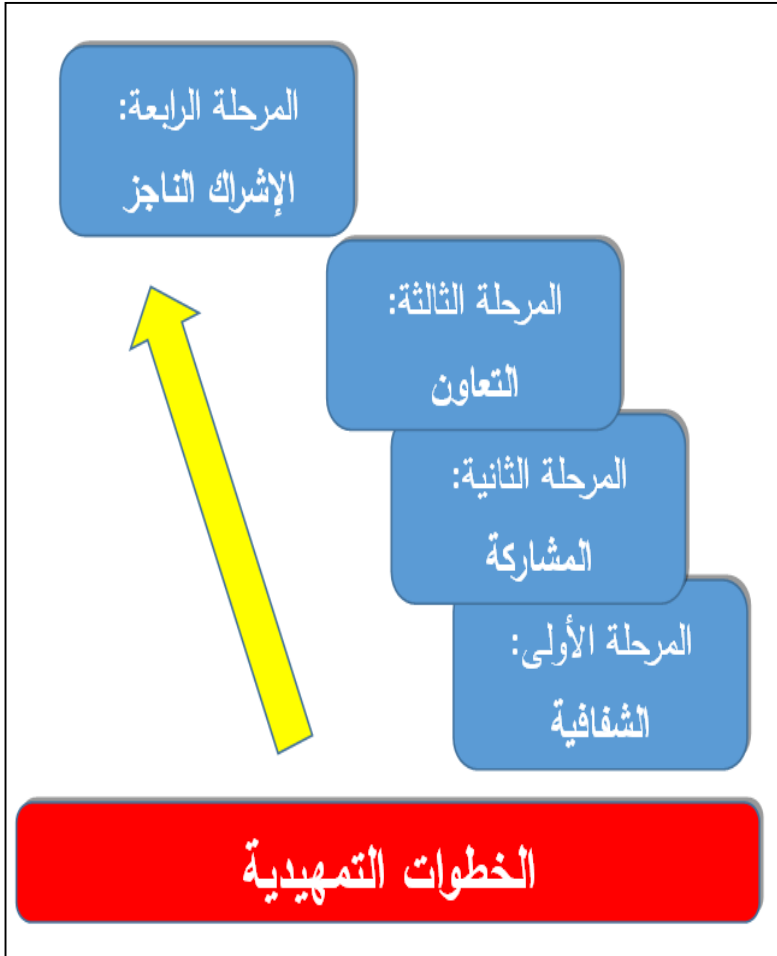 المرحلة الرابعة:
الإشراك الناجز
المرحلة الثالثة:
التعاون
المرحلة الثانية:
المشاركة
المرحلة الأولى:
الشفافية
الخطوات التمهيدية